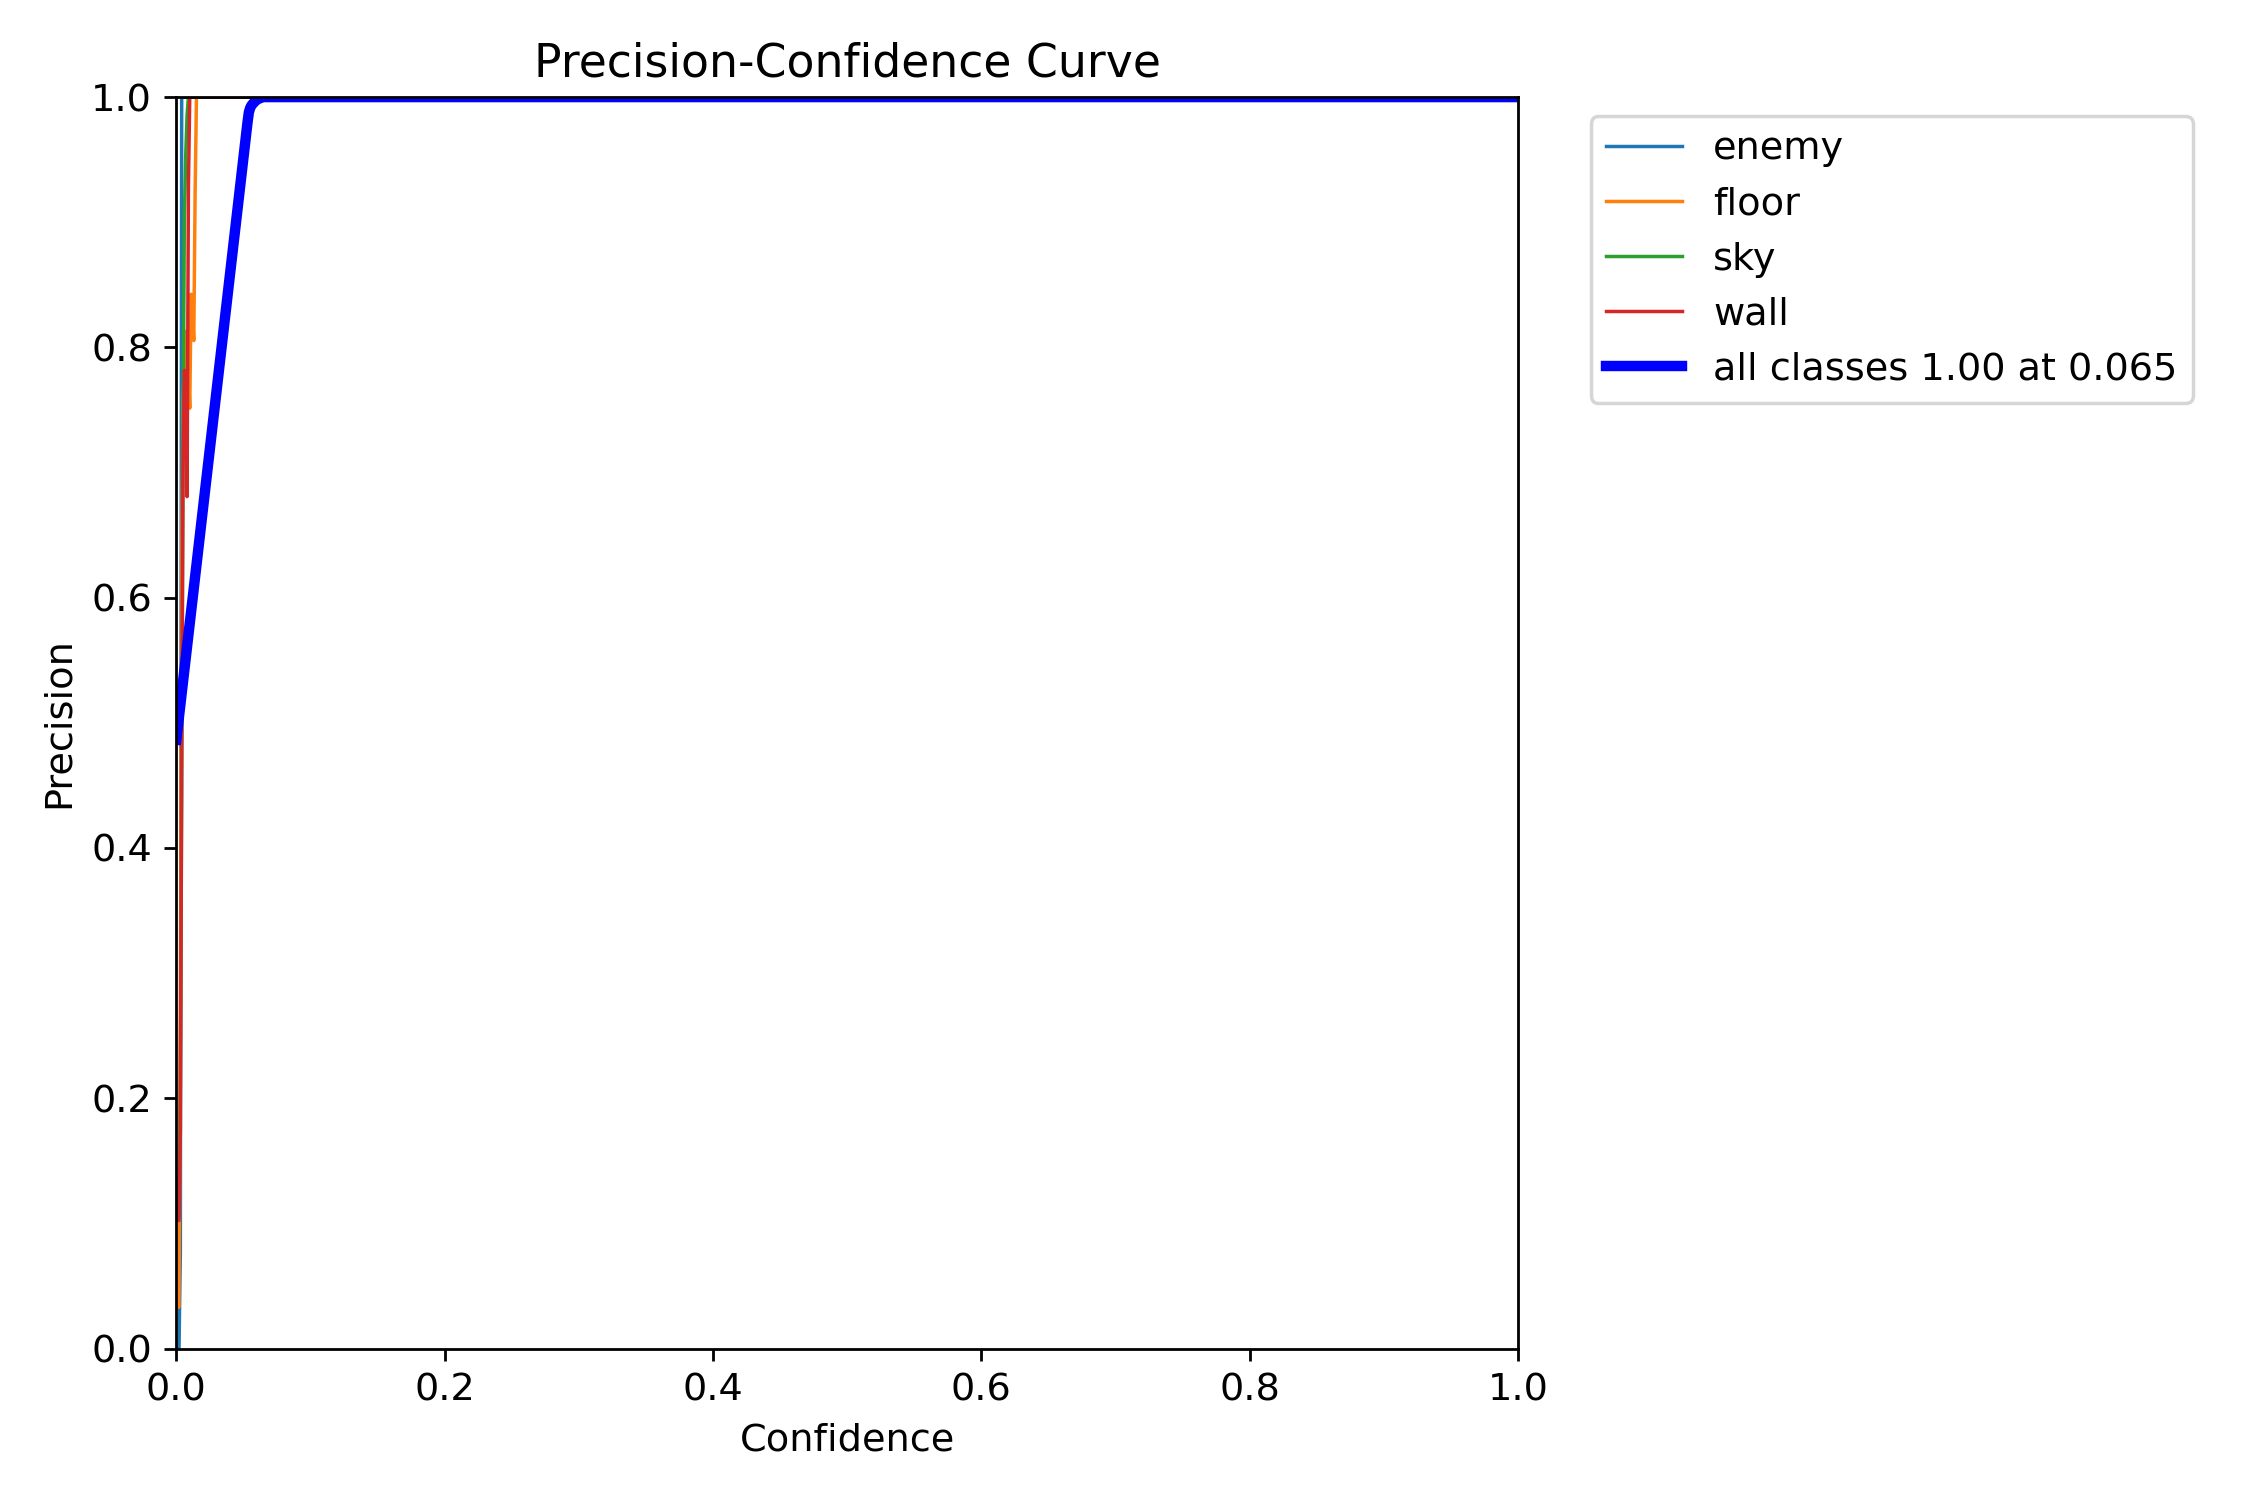 Precision-Confidence Curve
1.0
0.8
0.6
0.4
0.2
0.0
Precision
0.0 0.2 0.4 0.6 0.8 1.0
Confidence
enemy
floor
sky
wall
all classes 1.00 at 0.065